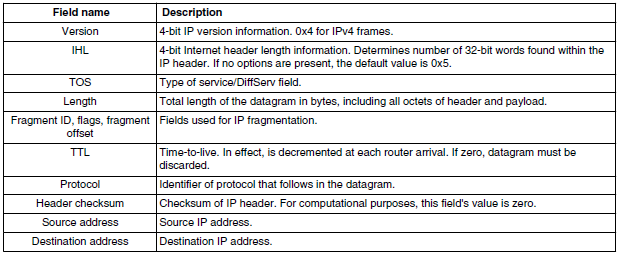 Field name Description
Version 4-bit IP version information. 0x4 for IPv4 frames.
IHL 4-bit Internet header length information. Determines number of 32-bit words found within the
IP header. If no options are present, the default value is 0x5.
TOS Type of service/DiffServ field.
Length Total length of the datagram in bytes, including all octets of header and payload.
Fragment ID, flags, fragment Fields used for IP fragmentation.
offset
TTL Time-to-live. In effect, is decremented at each router arrival. If zero, datagram must be
discarded.
Protocol Identifier of protocol that follows in the datagram.
Header checksum Checksum of IP header. For computational purposes, this field's value is zero.
Source address Source IP address.
Destination address Destination IP address.